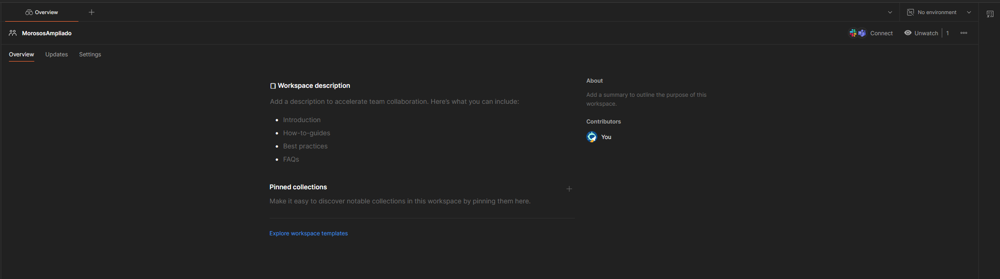 Overview
No environment
MorososAmpliado
Connect
Unwatch
1
Overview
Updates
Settings
Workspace description
Add a description to accelerate team collaboration. Here’s what you can include:
Introduction
How-to-guides
Best practices
FAQs
Pinned collections
Make it easy to discover notable collections in this workspace by pinning them here.
Explore workspace templates
About
Add a summary to outline the purpose of this
workspace.
Contributors
You